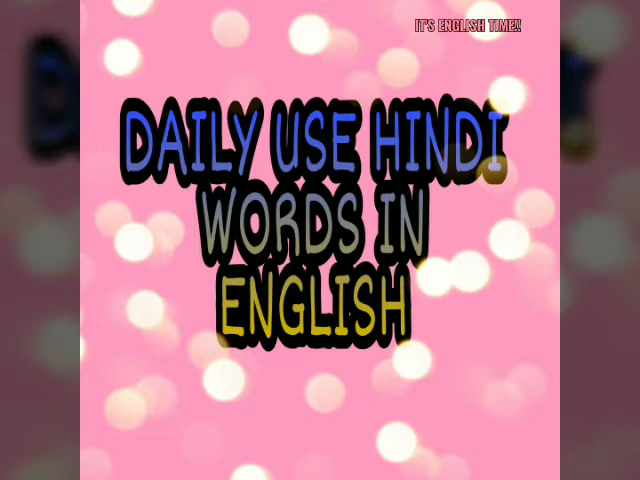 IT'S ENGLISH TIME!!
DAILY USE HINDI
WORDS IN
ENGLISH